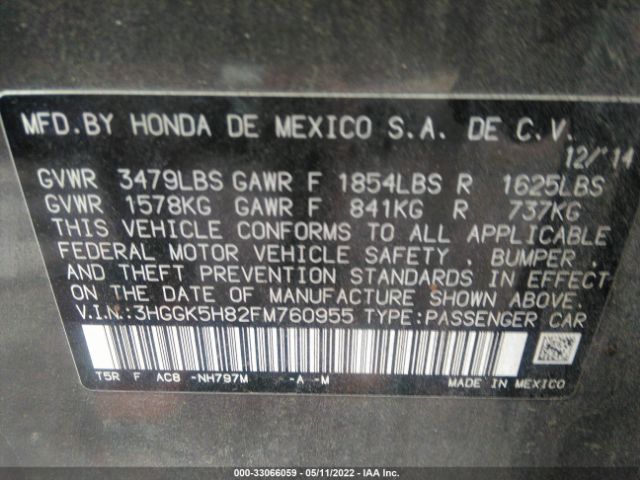 MFD.BY HONDA DE MEXICO S.A. DE C.V.
12/'14
GVWR 3479LBS GAWR F 1854LBS R 1625LBS
GVWR 1578KG GAWR F 841KG R 737KG
THIS VEHICLE CONFORMS TO ALL APPLICABLE
FEDERAL MOTOR VEHICLE SAFETY , BUMPER ,
AND THEFT PREVENTION STANDARDS IN EFFECT
ON THE DATE OF MANUFACTURE SHOWN ABOVE.
V.I.N.:3HGGK5H82FM760955 TYPE:PASSENGER CAR
T5R F AC8 -NH797M -A -M
MADE IN MEXICO
000-33066059 - 05/11/2022 - IAA Inc.